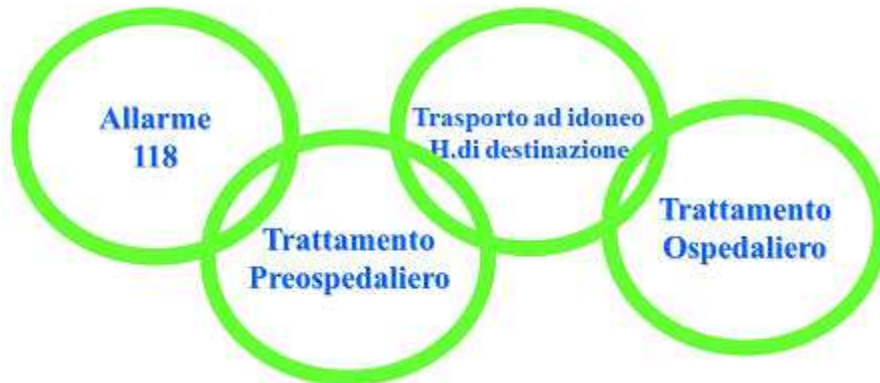 Allarme
118
Trattamento
Preospedaliero
Trasporto ad idoneo
H.di destinazione
Trattamento
Ospedaliero